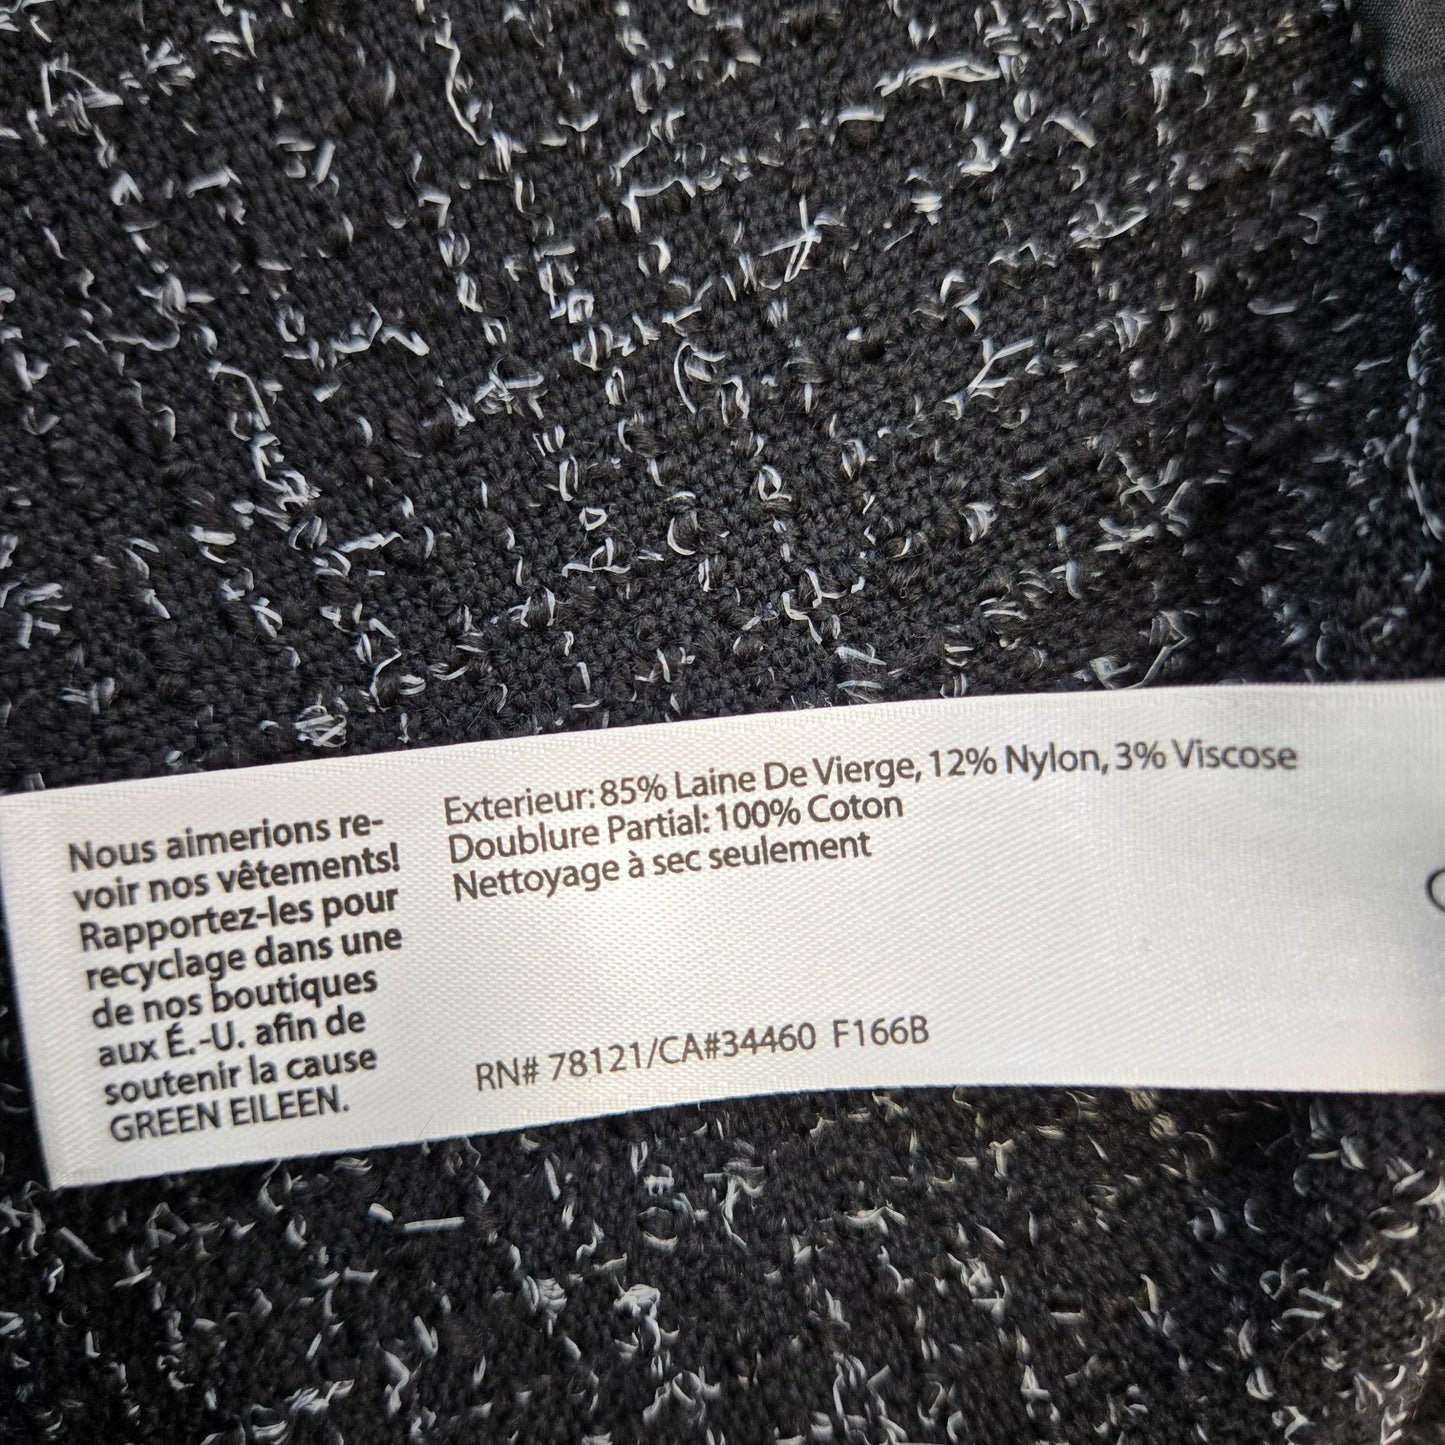 Nous aimerions re-
voir nos vêtements!
Rapportez-les pour
recyclage dans une
de nos boutiques
aux É.-U. afin de
soutenir la cause
GREEN EILEEN.
Exterieur: 85% Laine De Vierge, 12% Nylon, 3% Viscose
Doublure Partial: 100% Coton
Nettoyage à sec seulement
RN# 78121/CA#34460 F166B